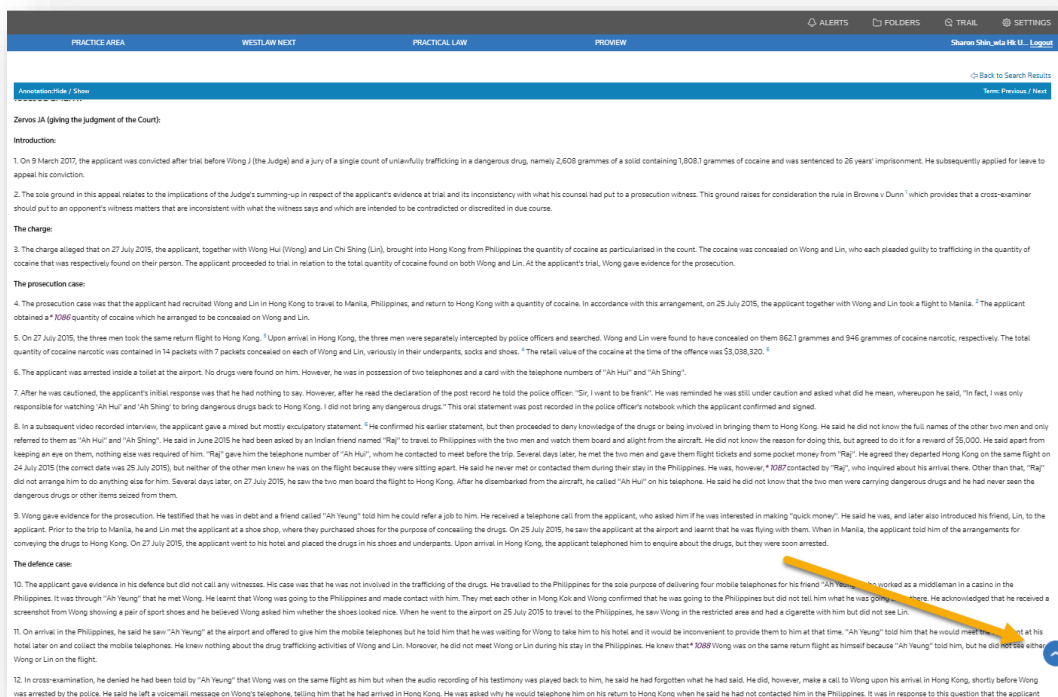 ALERTS FOLDERS TRAIL SETTINGS
PRACTICE AREA WESTLAW NEXT PRACTICAL LAW PROVIEW Sharon Shin_wla Hk U... Logout
Back to Search Results
Annotation:Hide / Show Term: Previous / Next
Zervos JA (giving the judgment of the Court):
Introduction:
1. On 9 March 2017, the applicant was convicted after trial before Wong J (the Judge) and a jury of a single count of unlawfully trafficking in a dangerous drug, namely 2,608 grammes of a solid containing 1,808.1 grammes of cocaine and was sentenced to 26 years' imprisonment. He subsequently applied for leave to
appeal his conviction.
2. The sole ground in this appeal relates to the implications of the Judge's summing-up in respect of the applicant's evidence at trial and its inconsistency with what his counsel had put to a prosecution witness. This ground raises for consideration the rule in Browne v Dunn 1 which provides that a cross-examiner
should put to an opponent's witness matters that are inconsistent with what the witness says and which are intended to be contradicted or discredited in due course.
The charge:
3. The charge alleged that on 27 July 2015, the applicant, together with Wong Hui (Wong) and Lin Chi Shing (Lin), brought into Hong Kong from Philippines the quantity of cocaine as particularised in the count. The cocaine was concealed on Wong and Lin, who each pleaded guilty to trafficking in the quantity of
cocaine that was respectively found on their person. The applicant proceeded to trial in relation to the total quantity of cocaine found on both Wong and Lin. At the applicant's trial, Wong gave evidence for the prosecution.
The prosecution case:
4. The prosecution case was that the applicant had recruited Wong and Lin in Hong Kong to travel to Manila, Philippines, and return to Hong Kong with a quantity of cocaine. In accordance with this arrangement, on 25 July 2015, the applicant together with Wong and Lin took a flight to Manila. 2 The applicant
obtained a* 1086 quantity of cocaine which he arranged to be concealed on Wong and Lin.
5. On 27 July 2015, the three men took the same return flight to Hong Kong. 3 Upon arrival in Hong Kong, the three men were separately intercepted by police officers and searched. Wong and Lin were found to have concealed on them 862.1 grammes and 946 grammes of cocaine narcotic, respectively. The total
quantity of cocaine narcotic was contained in 14 packets with 7 packets concealed on each of Wong and Lin, variously in their underpants, socks and shoes. 4 The retail value of the cocaine at the time of the offence was $3,038,320. 5
6. The applicant was arrested inside a toilet at the airport. No drugs were found on him. However, he was in possession of two telephones and a card with the telephone numbers of "Ah Hui" and "Ah Shing".
7. After he was cautioned, the applicant's initial response was that he had nothing to say. However, after he read the declaration of the post record he told the police officer: "Sir, I want to be frank". He was reminded he was still under caution and asked what did he mean, whereupon he said, "In fact, I was only
responsible for watching 'Ah Hui' and 'Ah Shing' to bring dangerous drugs back to Hong Kong. I did not bring any dangerous drugs." This oral statement was post recorded in the police officer's notebook which the applicant confirmed and signed.
8. In a subsequent video recorded interview, the applicant gave a mixed but mostly exculpatory statement. 6 He confirmed his earlier statement, but then proceeded to deny knowledge of the drugs or being involved in bringing them to Hong Kong. He said he did not know the full names of the other two men and only
referred to them as "Ah Hui" and "Ah Shing". He said in June 2015 he had been asked by an Indian friend named "Raj" to travel to Philippines with the two men and watch them board and alight from the aircraft. He did not know the reason for doing this, but agreed to do it for a reward of $5,000. He said apart from
keeping an eye on them, nothing else was required of him. "Raj" gave him the telephone number of "Ah Hui", whom he contacted to meet before the trip. Several days later, he met the two men and gave them flight tickets and some pocket money from "Raj". He agreed they departed Hong Kong on the same flight on
24 July 2015 (the correct date was 25 July 2015), but neither of the other men knew he was on the flight because they were sitting apart. He said he never met or contacted them during their stay in the Philippines. He was, however,* 1087 contacted by "Raj", who inquired about his arrival there. Other than that, "Raj"
did not arrange him to do anything else for him. Several days later, on 27 July 2015, he saw the two men board the flight to Hong Kong. After he disembarked from the aircraft, he called "Ah Hui" on his telephone. He said he did not know that the two men were carrying dangerous drugs and he had never seen the
dangerous drugs or other items seized from them.
9. Wong gave evidence for the prosecution. He testified that he was in debt and a friend called "Ah Yeung" told him he could refer a job to him. He received a telephone call from the applicant, who asked him if he was interested in making "quick money". He said he was, and later also introduced his friend, Lin, to the
applicant. Prior to the trip to Manila, he and Lin met the applicant at a shoe shop, where they purchased shoes for the purpose of concealing the drugs. On 25 July 2015, he saw the applicant at the airport and learnt that he was flying with them. When in Manila, the applicant told him of the arrangements for
conveying the drugs to Hong Kong. On 27 July 2015, the applicant went to his hotel and placed the drugs in his shoes and underpants. Upon arrival in Hong Kong, the applicant telephoned him to enquire about the drugs, but they were soon arrested.
The defence case:
10. The applicant gave evidence in his defence but did not call any witnesses. His case was that he was not involved in the trafficking of the drugs. He travelled to the Philippines for the sole purpose of delivering four mobile telephones for his friend "Ah Yeung" who worked as a middleman in a casino in the
Philippines. It was through "Ah Yeung" that he met Wong. He learnt that Wong was going to the Philippines and made contact with him. They met each other in Mong Kok and Wong confirmed that he was going to the Philippines but did not tell him what he was going there. He acknowledged that he received a
screenshot from Wong showing a pair of sport shoes and he believed Wong asked him whether the shoes looked nice. When he went to the airport on 25 July 2015 to travel to the Philippines, he saw Wong in the restricted area and had a cigarette with him but did not see Lin.
11. On arrival in the Philippines, he said he saw "Ah Yeung" at the airport and offered to give him the mobile telephones but he told him that he was waiting for Wong to take him to his hotel and it would be inconvenient to provide them to him at that time. "Ah Yeung" told him that he would meet at his
hotel later on and collect the mobile telephones. He knew nothing about the drug trafficking activities of Wong and Lin. Moreover, he did not meet Wong or Lin during his stay in the Philippines. He knew that* 1088 Wong was on the same return flight as himself because "Ah Yeung" told him, but he did not see either
Wong or Lin on the flight.
12. In cross-examination, he denied he had been told by "Ah Yeung" that Wong was on the same flight as him but when the audio recording of his testimony was played back to him, he said he had forgotten what he had said. He did, however, make a call to Wong upon his arrival in Hong Kong, shortly before Wong
was arrested by the police. He said he left a voicemail message on Wong's telephone, telling him that he had arrived in Hong Kong. He was asked why he would telephone him on his return to Hong Kong when he said he had not contacted him in the Philippines. It was in response to this question that the applicant